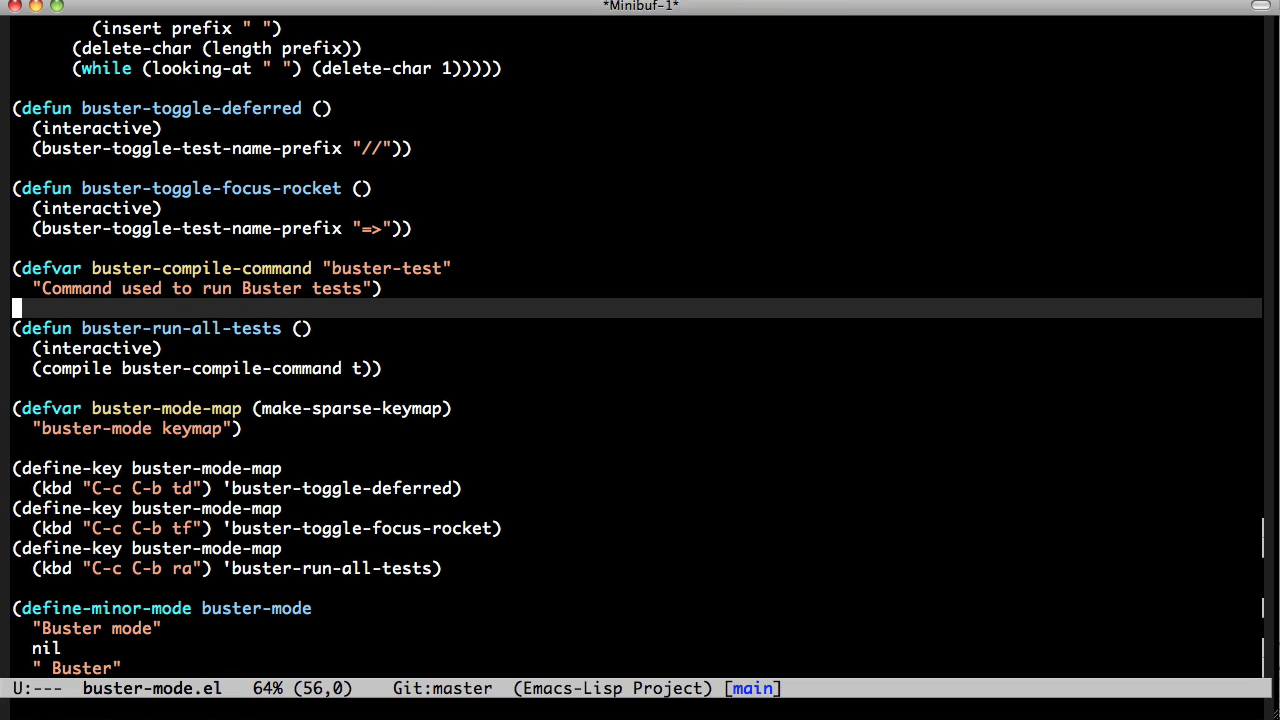 *Minibuf-1*
(insert prefix " ")
(delete-char (length prefix))
(while (looking-at " ") (delete-char 1)))))
(defun buster-toggle-deferred ()
(interactive)
(buster-toggle-test-name-prefix "//"))
(defun buster-toggle-focus-rocket ()
(interactive)
(buster-toggle-test-name-prefix "=>"))
(defvar buster-compile-command "buster-test"
"Command used to run Buster tests")
(defun buster-run-all-tests ()
(interactive)
(compile buster-compile-command t))
(defvar buster-mode-map (make-sparse-keymap)
"buster-mode keymap")
(define-key buster-mode-map
(kbd "C-c C-b td") 'buster-toggle-deferred)
(define-key buster-mode-map
(kbd "C-c C-b tf") 'buster-toggle-focus-rocket)
(define-key buster-mode-map
(kbd "C-c C-b ra") 'buster-run-all-tests)
(define-minor-mode buster-mode
"Buster mode"
nil
" Buster"
U:--- buster-mode.el 64% (56,0) Git:master (Emacs-Lisp Project) [main]